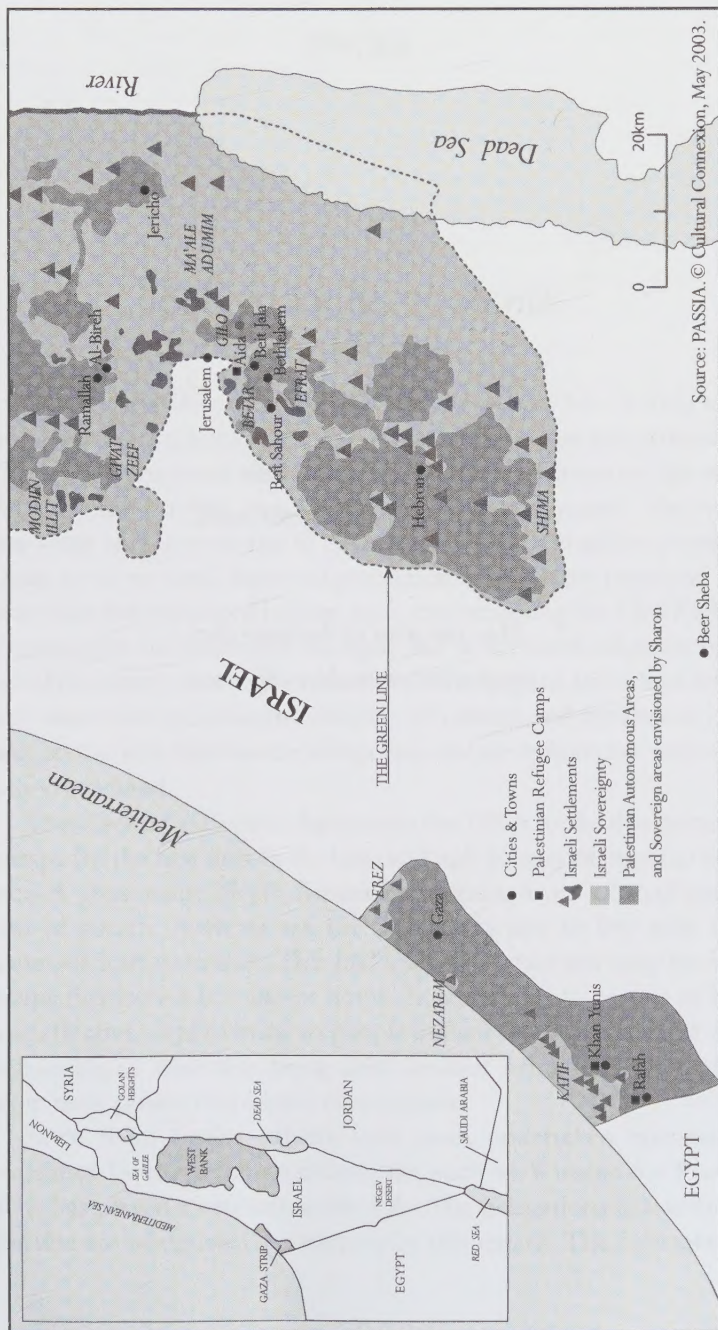 LEBANON
SYRIA
GOLAN
HEIGHTS
SEA OF
GALILEE
MEDITERRANEAN SEA
WEST
BANK
DEAD SEA
GAZA STRIP
ISRAEL
JORDAN
NEGEV
DESERT
EGYPT
RED SEA
SAUDI ARABIA
Mediterranean
ISRAEL
THE GREEN LINE
MODI'IN
ILLIT
GIVAT
ZEEF
Ramallah
Al-Bireh
Jericho
River
Jerusalem
MA'ALE
ADUMIM
GILO
Aida
BETAR
Beit Jala
Bethlehem
Beit Sahour
EFRAT
Hebron
SHIMA
Dead Sea
EREZ
Gaza
NEZAREM
KATIF
Khan Yunis
Rafah
EGYPT
Cities & Towns
Palestinian Refugee Camps
Israeli Settlements
Israeli Sovereignty
Palestinian Autonomous Areas,
and Sovereign areas envisioned by Sharon
Beer Sheba
0 20km
Source: PASSIA. © Cultural Connexion, May 2003.